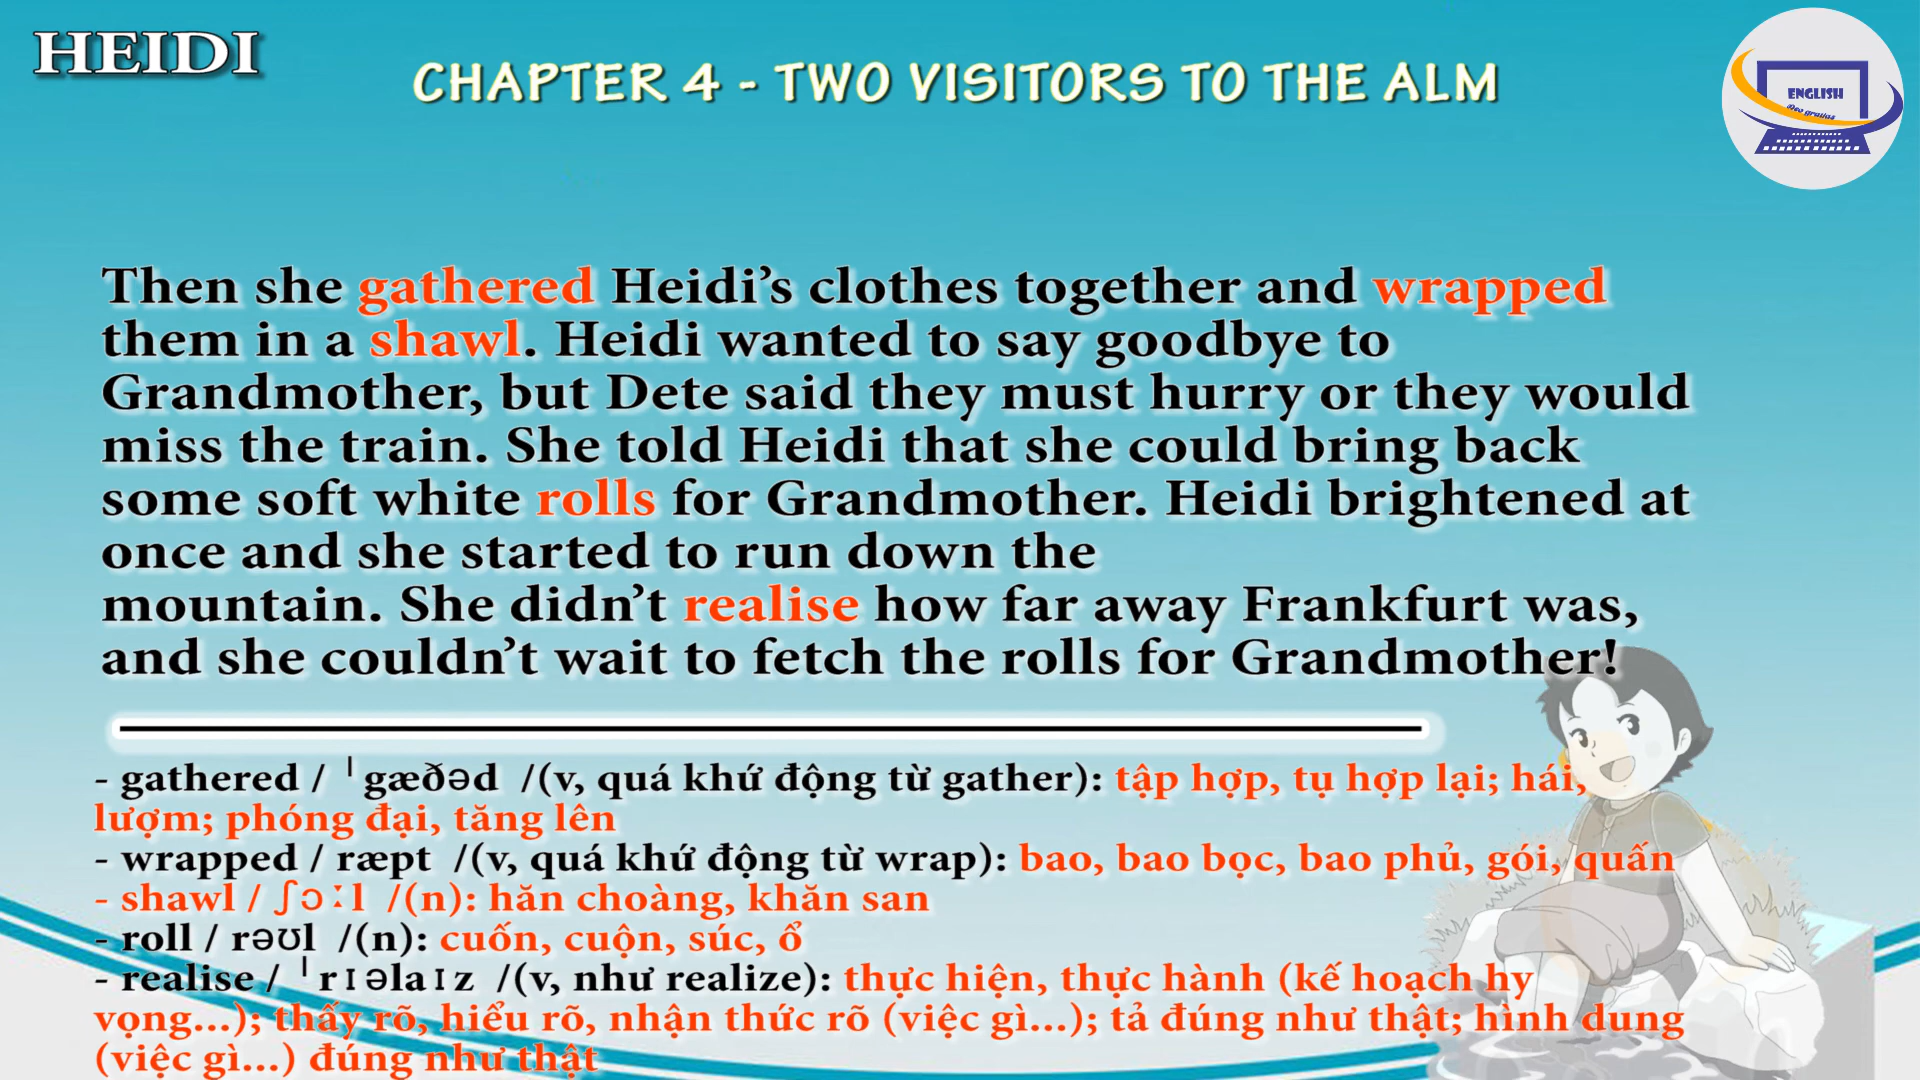 HEIDI
CHAPTER 4 - TWO VISITORS TO THE ALM
ENGLISH
Deo gratias
Then she gathered Heidi’s clothes together and wrapped
them in a shawl. Heidi wanted to say goodbye to
Grandmother, but Dete said they must hurry or they would
miss the train. She told Heidi that she could bring back
some soft white rolls for Grandmother. Heidi brightened at
once and she started to run down the
mountain. She didn’t realise how far away Frankfurt was,
and she couldn’t wait to fetch the rolls for Grandmother!
- gathered / ˈgæðəd /(v, quá khứ động từ gather): tập hợp, tụ hợp lại; hái,
lượm; phóng đại, tăng lên
- wrapped / ræpt /(v, quá khứ động từ wrap): bao, bao bọc, bao phủ, gói, quấn
- shawl / ʃɔːl /(n): hăn choàng, khăn san
- roll / rəʊl /(n): cuốn, cuộn, súc, ổ
- realise / ˈrɪəlaɪz /(v, như realize): thực hiện, thực hành (kế hoạch hy
vọng...); thấy rõ, hiểu rõ, nhận thức rõ (việc gì...); tả đúng như thật; hình dung
(việc gì...) đúng như thật